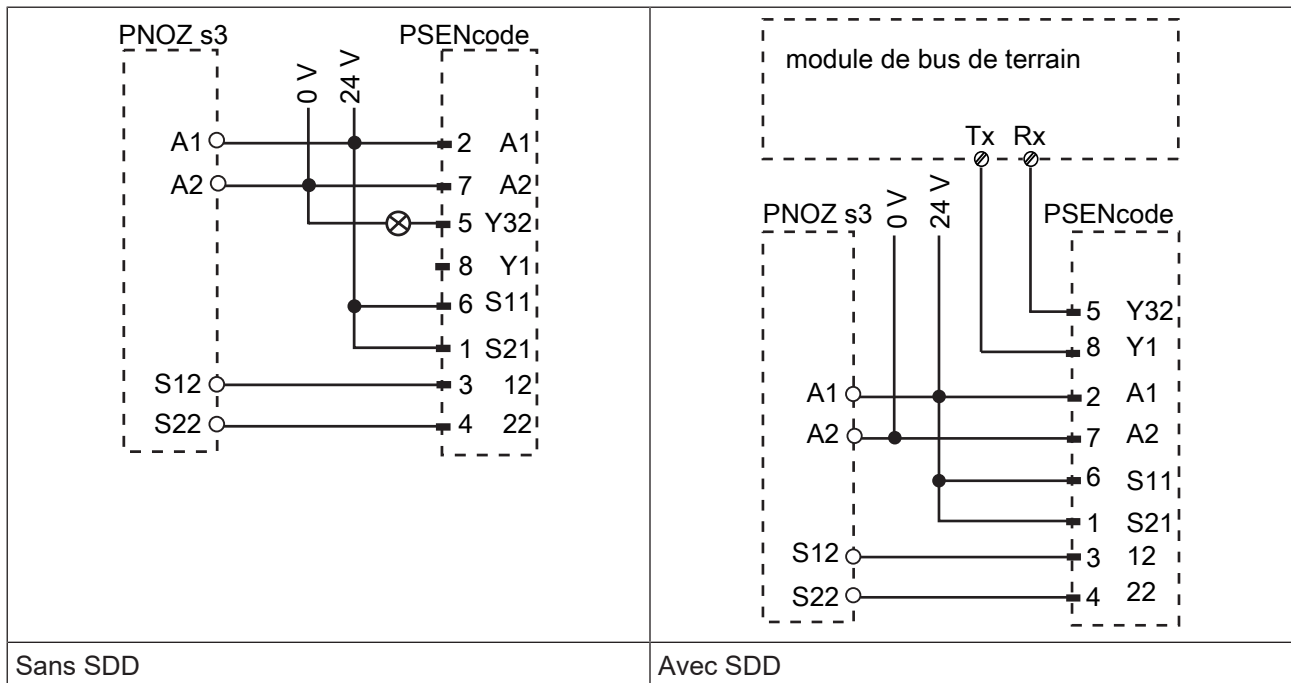 PNOZ s3 PSENcode
0 V 24 V
A1 2 A1
A2 7 A2
5 Y32
8 Y1
6 S11
1 S21
S12 3 12
S22 4 22
module de bus de terrain
Tx Rx
PNOZ s3 0 V 24 V PSENcode
5 Y32
8 Y1
A1 2 A1
A2 7 A2
6 S11
1 S21
S12 3 12
S22 4 22
Sans SDD
Avec SDD